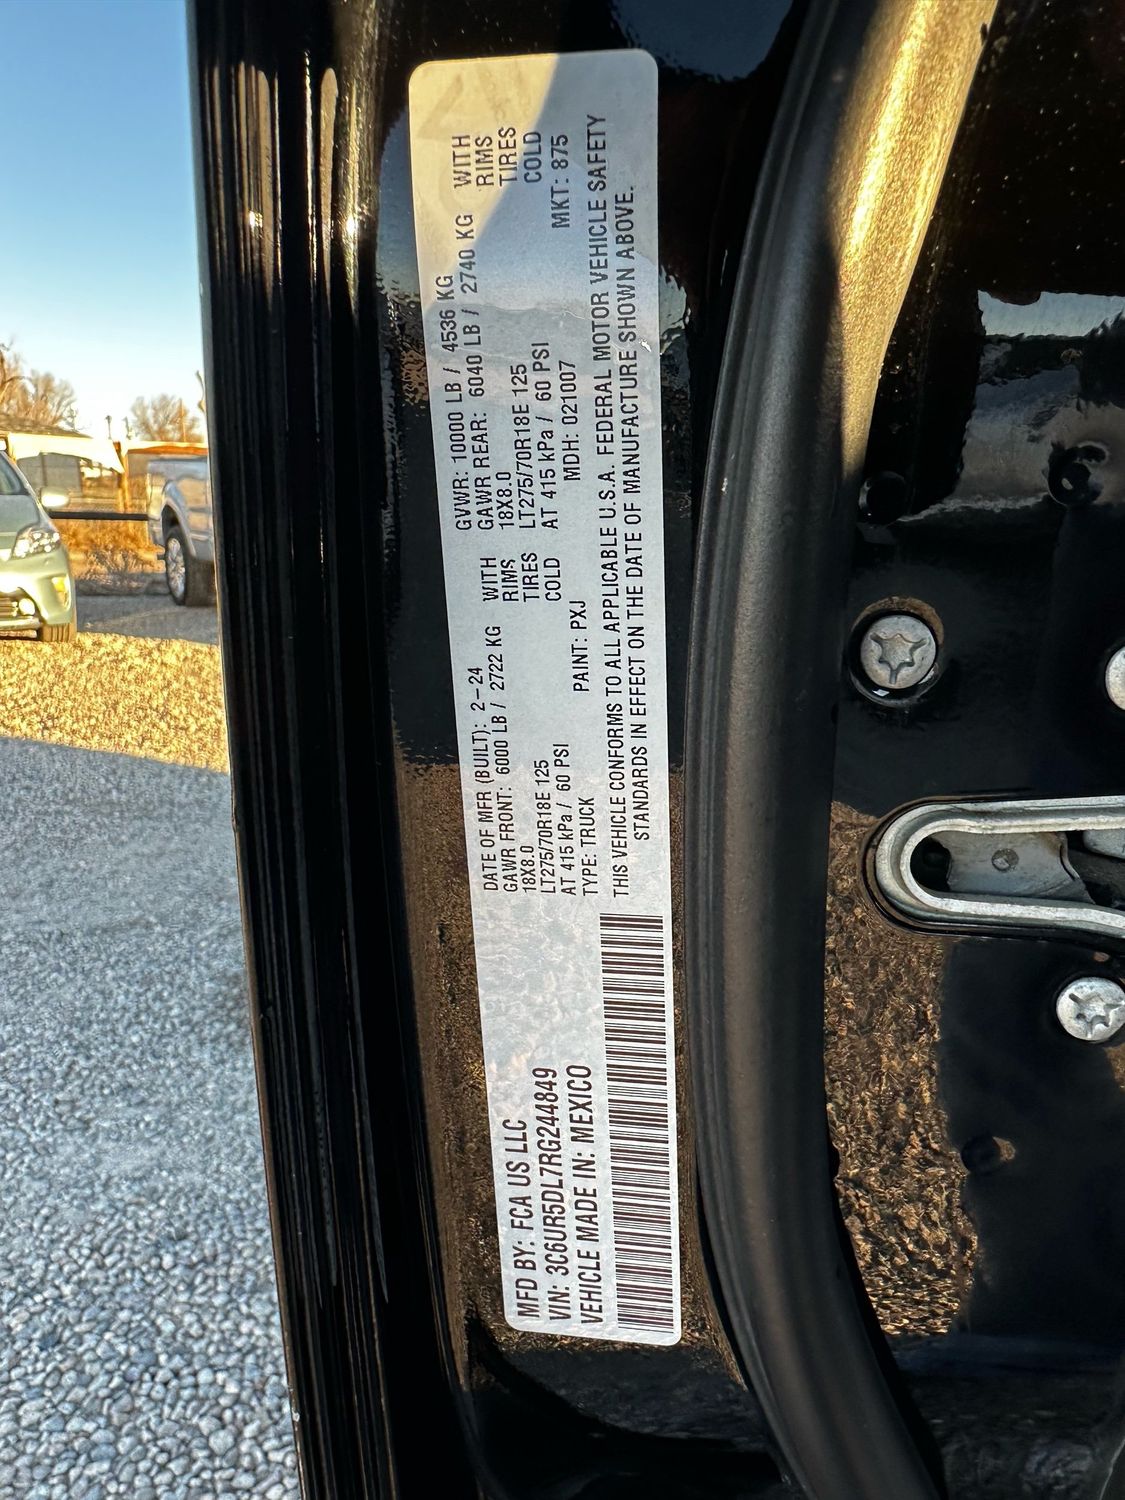 MFD BY: FCA US LLC
VIN: 3C6UR5DL7RG244849
VEHICLE MADE IN: MEXICO
DATE OF MFR (BUILT): 2-24 GVWR: 10000 LB / 4536 KG
GAWR FRONT: 6000 LB / 2722 KG WITH GAWR REAR: 6040 LB / 2740 KG WITH
18X8.0 RIMS 18X8.0 RIMS
LT275/70R18E 125 TIRES LT275/70R18E 125 TIRES
AT 415 kPa / 60 PSI COLD AT 415 kPa / 60 PSI COLD
TYPE: TRUCK PAINT: PXJ MDH: 021007 MKT: 875
THIS VEHICLE CONFORMS TO ALL APPLICABLE U.S.A. FEDERAL MOTOR VEHICLE SAFETY
STANDARDS IN EFFECT ON THE DATE OF MANUFACTURE SHOWN ABOVE.